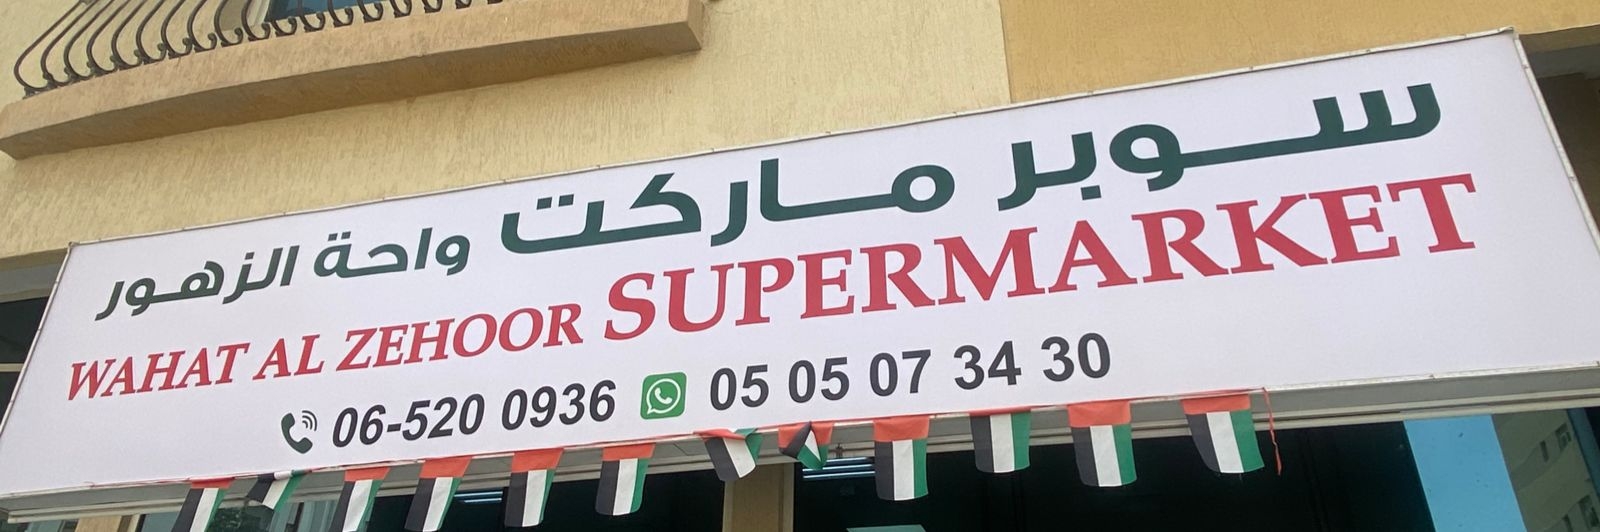 سوبر ماركت واحة الزهور
WAHAT AL ZEHOOR SUPERMARKET
06-520 0936 05 05 07 34 30